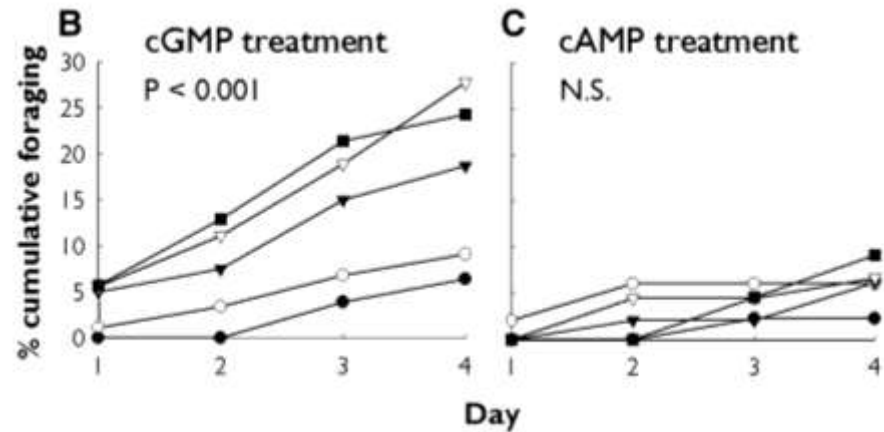 B
cGMP treatment
P < 0.001
% cumulative foraging
30
25
20
15
10
5
0
1 2 3 4
C
cAMP treatment
N.S.
1 2 3 4
Day